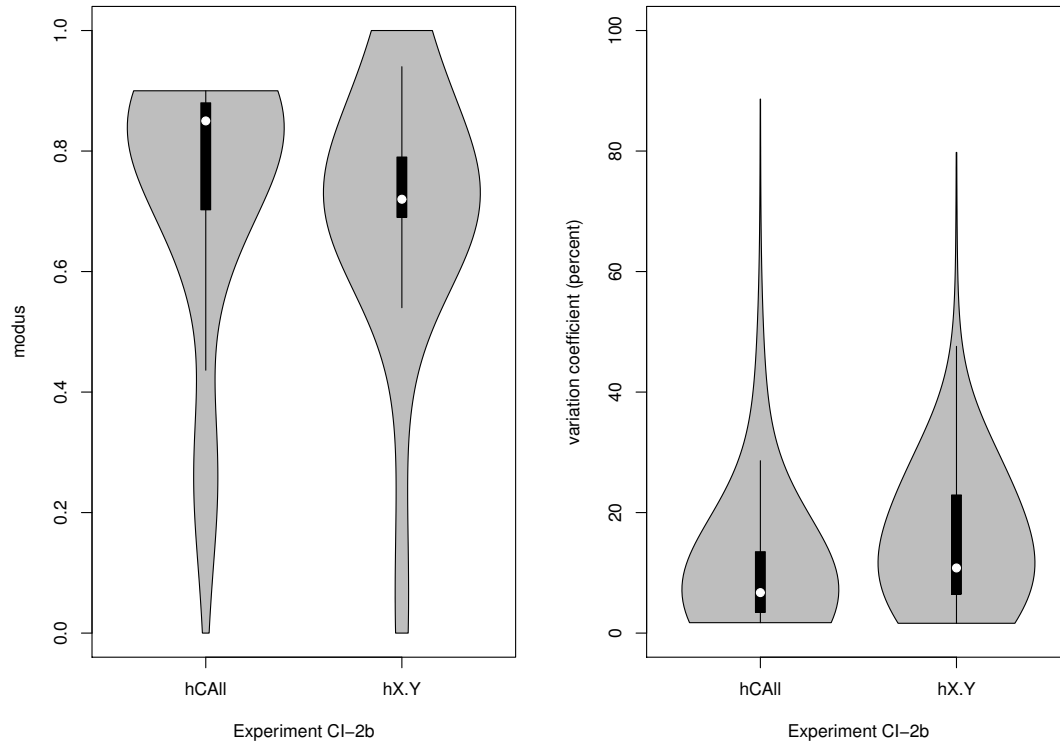 modus
1.0
0.8
0.6
0.4
0.2
0.0
hCAll hX.Y
Experiment CI−2b
variation coefficient (percent)
100
80
60
40
20
0
hCAll hX.Y
Experiment CI−2b